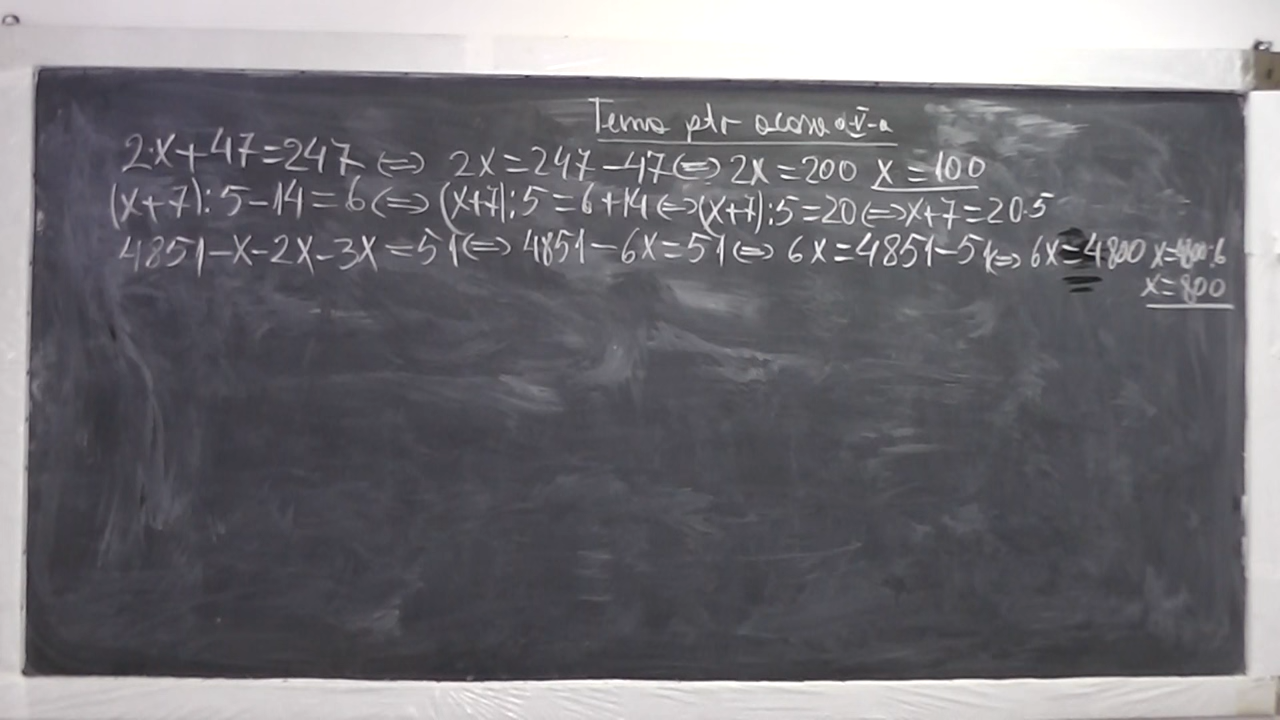 Tema ptr acasa a V-a
2·x+47=247 ⇔ 2x=247-47 ⇔ 2x=200 x=100
(x+7):5-14=6 ⇔ (x+7):5=6+14 ⇔ (x+7):5=20 ⇔ x+7=20·5
4851-x-2x-3x=51 ⇔ 4851-6x=51 ⇔ 6x=4851-51 ⇔ 6x=4800 x=4800:6
x=800